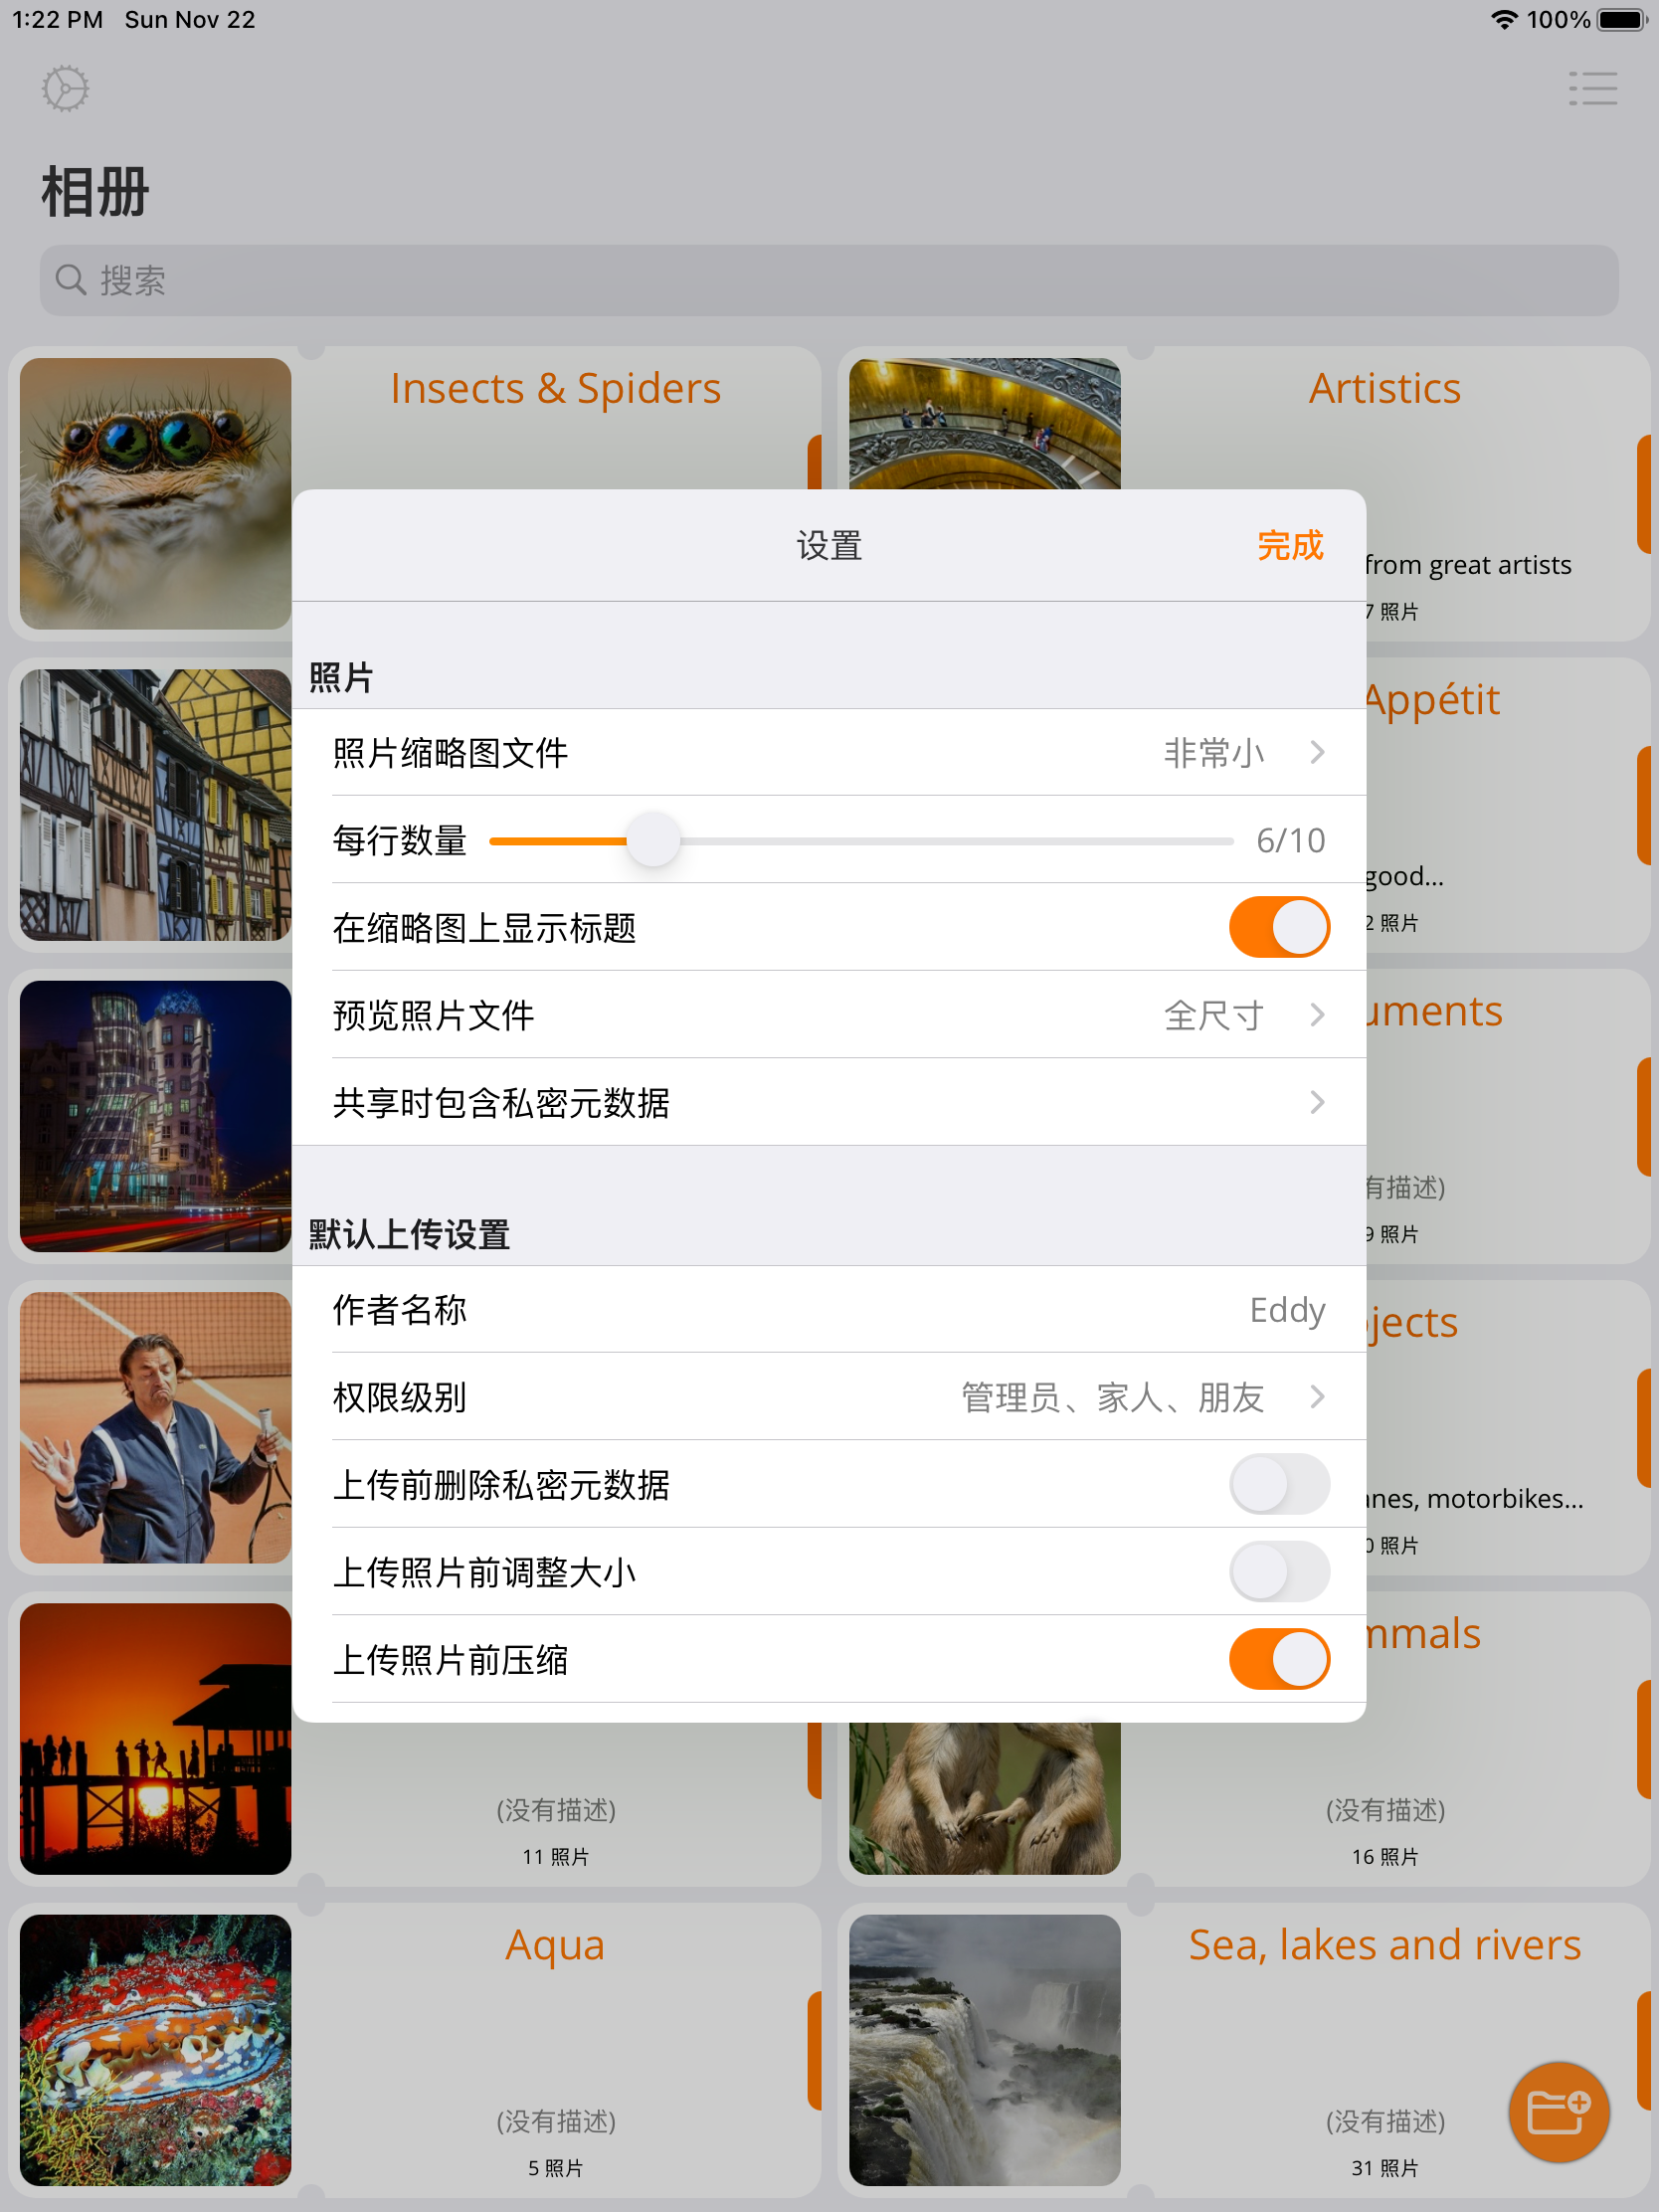 1:22 PM Sun Nov 22
100%
相册
搜索
Insects & Spiders
Artistics
from great artists
7 照片
设置
完成
照片
照片缩略图文件
非常小
每行数量
6/10
在缩略图上显示标题
预览照片文件
全尺寸
共享时包含私密元数据
默认上传设置
作者名称
Eddy
权限级别
管理员、家人、朋友
上传前删除私密元数据
上传照片前调整大小
上传照片前压缩
Appétit
good...
2 照片
uments
有描述)
9 照片
jects
anes, motorbikes...
0 照片
mmals
(没有描述)
11 照片
(没有描述)
16 照片
Aqua
(没有描述)
5 照片
Sea, lakes and rivers
(没有描述)
31 照片